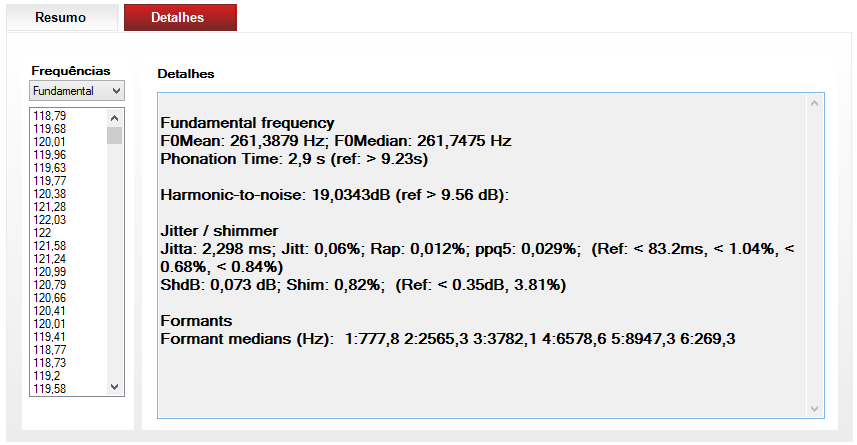 Resumo
Detalhes
Frequências
Fundamental
118,79
119,68
120,01
119,96
119,63
119,77
120,38
121,28
122,03
122
121,58
121,24
120,99
120,79
120,66
120,41
120,01
119,41
118,77
118,73
119,2
119,58
Detalhes
Fundamental frequency
F0Mean: 261,3879 Hz; F0Median: 261,7475 Hz
Phonation Time: 2,9 s (ref: > 9.23s)
Harmonic-to-noise: 19,0343dB (ref > 9.56 dB):
Jitter / shimmer
Jitta: 2,298 ms; Jitt: 0,06%; Rap: 0,012%; ppq5: 0,029%;  (Ref: < 83.2ms, < 1.04%, <
0.68%, < 0.84%)
ShdB: 0,073 dB; Shim: 0,82%;  (Ref: < 0.35dB, 3.81%)
Formants
Formant medians (Hz):  1:777,8 2:2565,3 3:3782,1 4:6578,6 5:8947,3 6:269,3